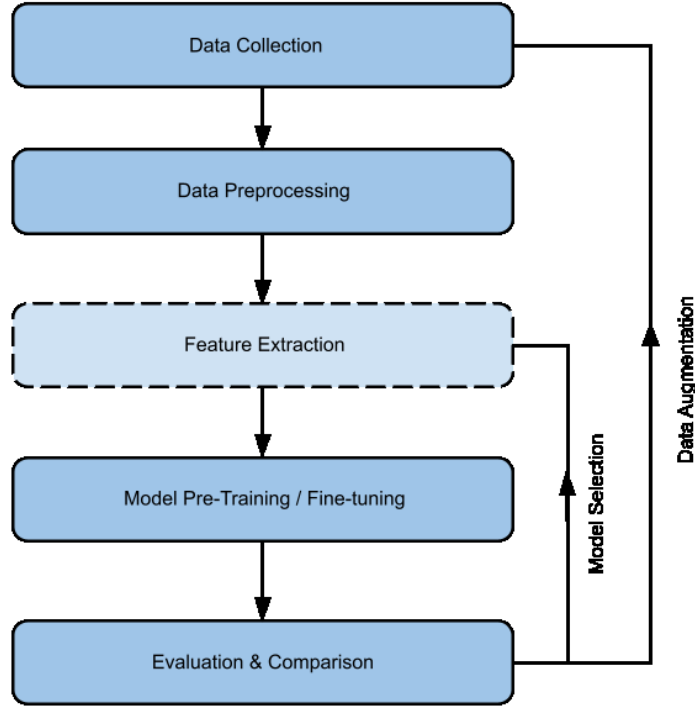 Data Collection
Data Preprocessing
Feature Extraction
Model Pre-Training / Fine-tuning
Evaluation & Comparison
Model Selection
Data Augmentation